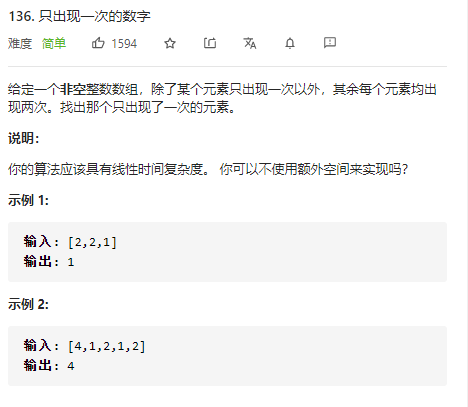 136. 只出现一次的数字
难度 简单 1594
给定一个非空整数数组，除了某个元素只出现一次以外，其余每个元素均出
现两次。找出那个只出现了一次的元素。
说明：
你的算法应该具有线性时间复杂度。 你可以不使用额外空间来实现吗？
示例 1:
输入: [2,2,1]
输出: 1
示例 2:
输入: [4,1,2,1,2]
输出: 4